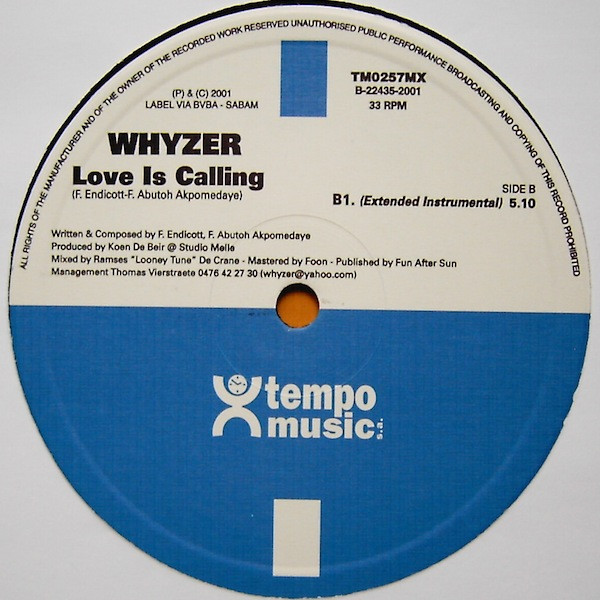 ALL RIGHTS OF THE MANUFACTURER AND OF THE OWNER OF THE RECORDED WORK RESERVED UNAUTHORISED PUBLIC PERFORMANCE BROADCASTING AND COPYING OF THIS RECORD PROHIBITED
(P) & (C) 2001
LABEL VIA BVBA - SABAM
TM0257MX
B-22435-2001
33 RPM
WHYZER
Love Is Calling
(F. Endicott-F. Abutoh Akpomedaye)
SIDE B
B1. (Extended Instrumental) 5.10
Written & Composed by F. Endicott, F. Abutoh Akpomedaye
Produced by Koen De Beir @ Studio Melle
Mixed by Ramses "Looney Tune" De Crane - Mastered by Foon - Published by Fun After Sun
Management Thomas Vierstraete 0476 42 27 30 (whyzer@yahoo.com)
tempo
music s.a.